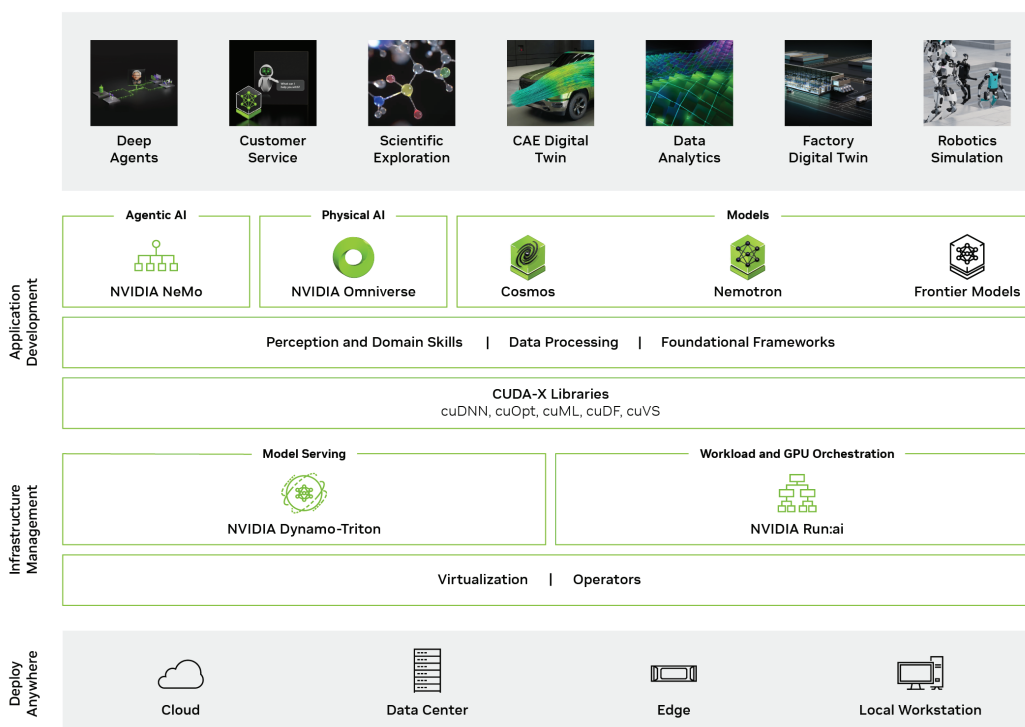 Deep
Agents
Customer
Service
Scientific
Exploration
CAE Digital
Twin
Data
Analytics
Factory
Digital Twin
Robotics
Simulation
Application
Development
Agentic AI
NVIDIA NeMo
Physical AI
NVIDIA Omniverse
Models
Cosmos
Nemotron
Frontier Models
Perception and Domain Skills | Data Processing | Foundational Frameworks
CUDA-X Libraries
cuDNN, cuOpt, cuML, cuDF, cuVS
Infrastructure
Management
Model Serving
NVIDIA Dynamo-Triton
Workload and GPU Orchestration
NVIDIA Run:ai
Virtualization | Operators
Deploy
Anywhere
Cloud
Data Center
Edge
Local Workstation